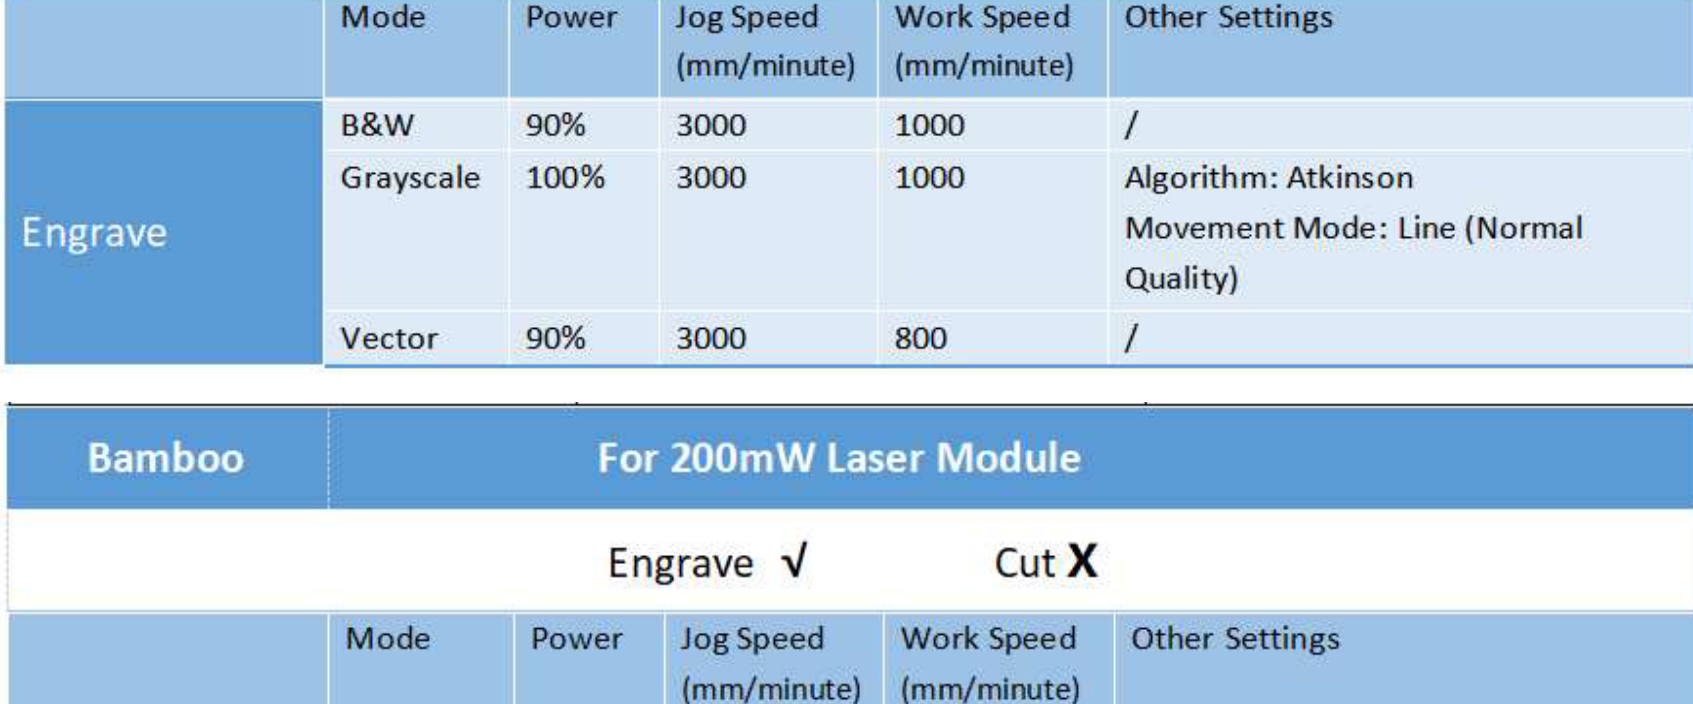 Mode Power Jog Speed Work Speed Other Settings
(mm/minute) (mm/minute)
B&W 90% 3000 1000 /
Grayscale 100% 3000 1000 Algorithm: Atkinson
Engrave Movement Mode: Line (Normal
Quality)
Vector 90% 3000 800 /
Bamboo For 200mW Laser Module
Engrave √ Cut X
Mode Power Jog Speed Work Speed Other Settings
(mm/minute) (mm/minute)